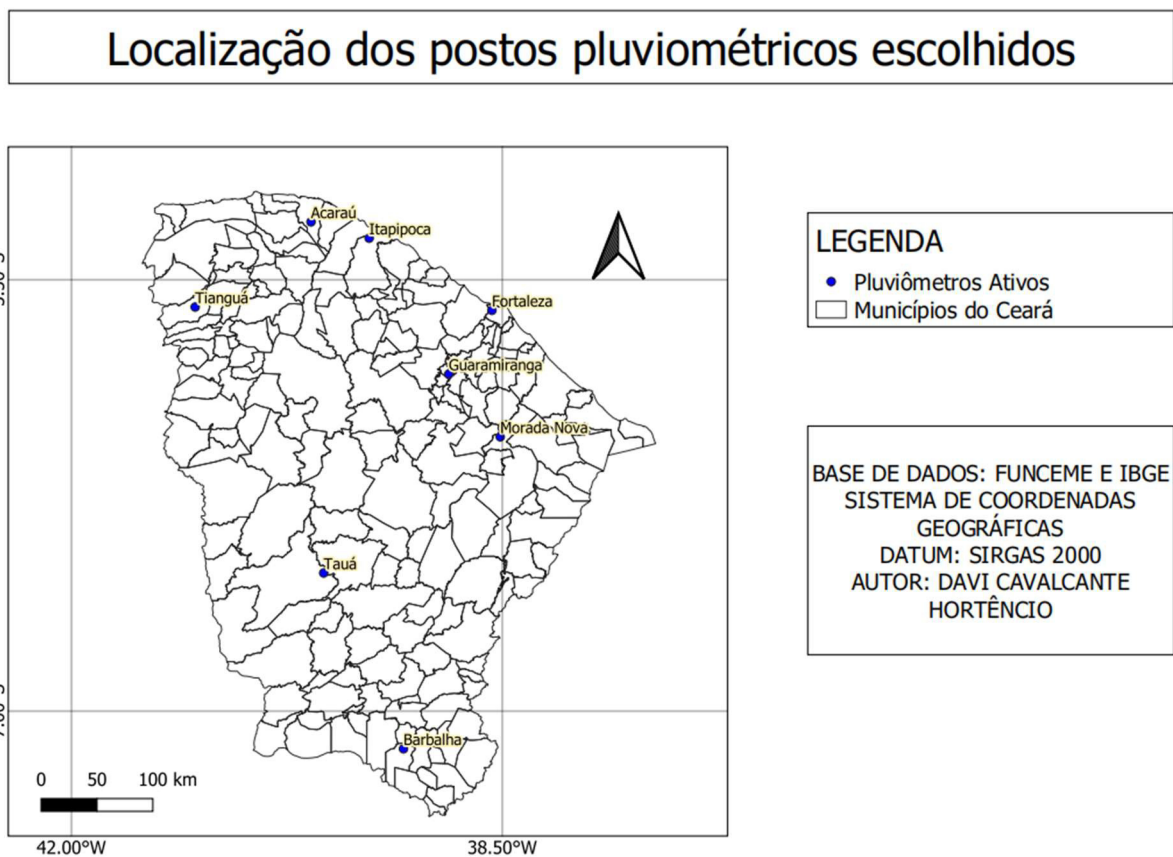 Localização dos postos pluviométricos escolhidos
Acaraú
Itapipoca
Tianguá
Fortaleza
Guaramiranga
Morada Nova
Tauá
Barbalha
0 50 100 km
42.00°W 38.50°W
LEGENDA
Pluviômetros Ativos
Municípios do Ceará
BASE DE DADOS: FUNCEME E IBGE
SISTEMA DE COORDENADAS
GEOGRÁFICAS
DATUM: SIRGAS 2000
AUTOR: DAVI CAVALCANTE
HORTÊNCIO